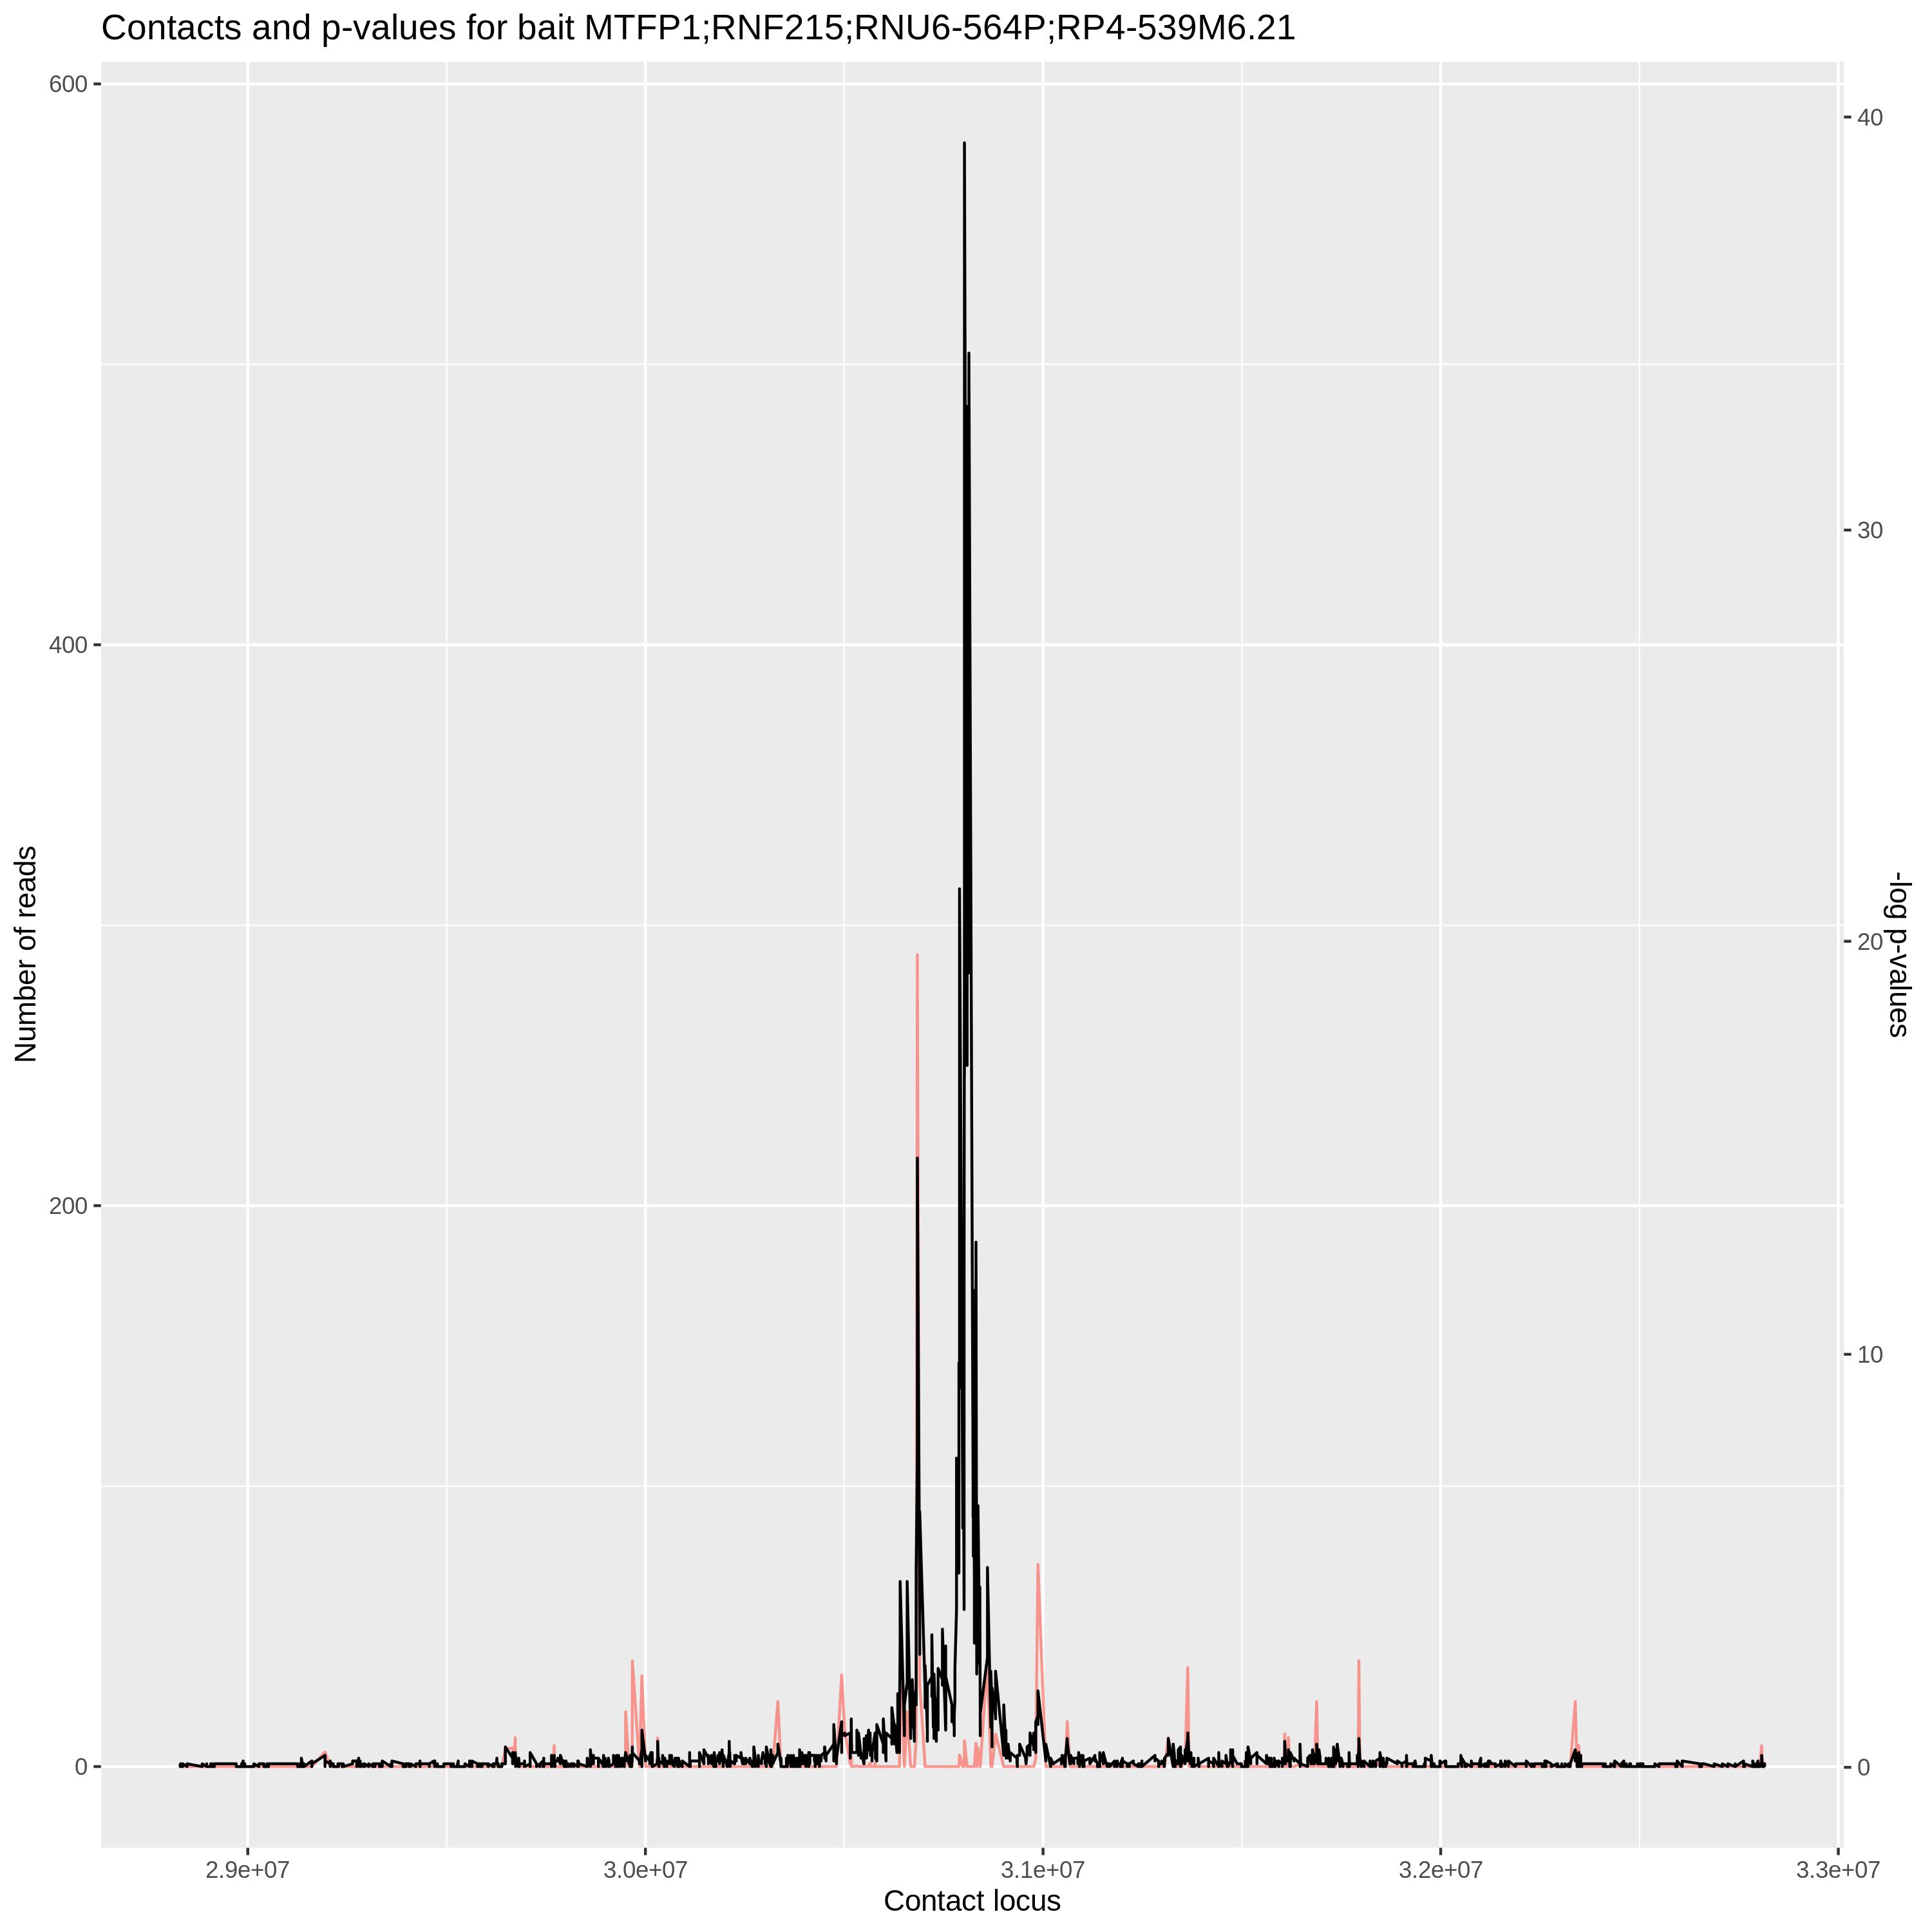 Contacts and p-values for bait MTFP1;RNF215;RNU6-564P;RP4-539M6.21
600
400
200
0
Number of reads
40
30
20
10
0
-log p-values
2.9e+07
3.0e+07
3.1e+07
3.2e+07
3.3e+07
Contact locus